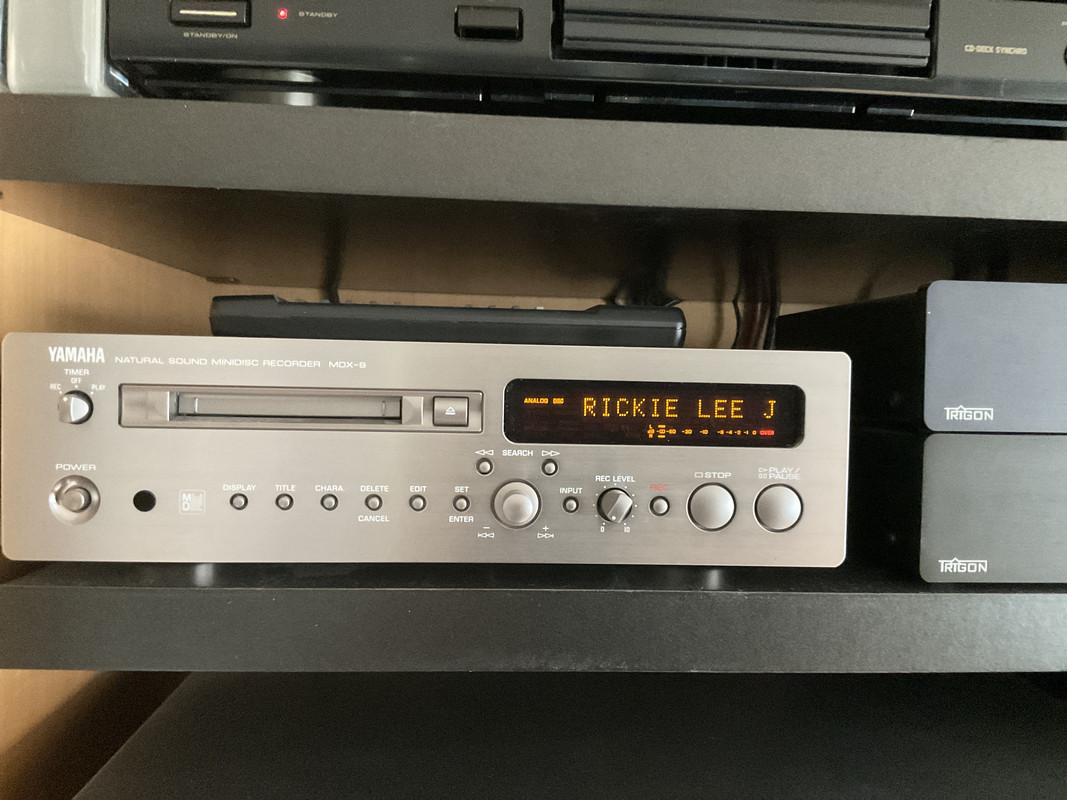 STANDBY
STANDBY/ON
CD-DECK SYNCHRO
YAMAHA NATURAL SOUND MINIDISC RECORDER
TIMER
REC OFF PLAY
ANALOG
RICKIE LEE J
OVER
TRIGON
SEARCH
POWER
DISPLAY TITLE CHARA. DELETE EDIT SET INPUT REC LEVEL REC STOP PLAY/
PAUSE
CANCEL ENTER
0 10
MD
− +
TRIGON